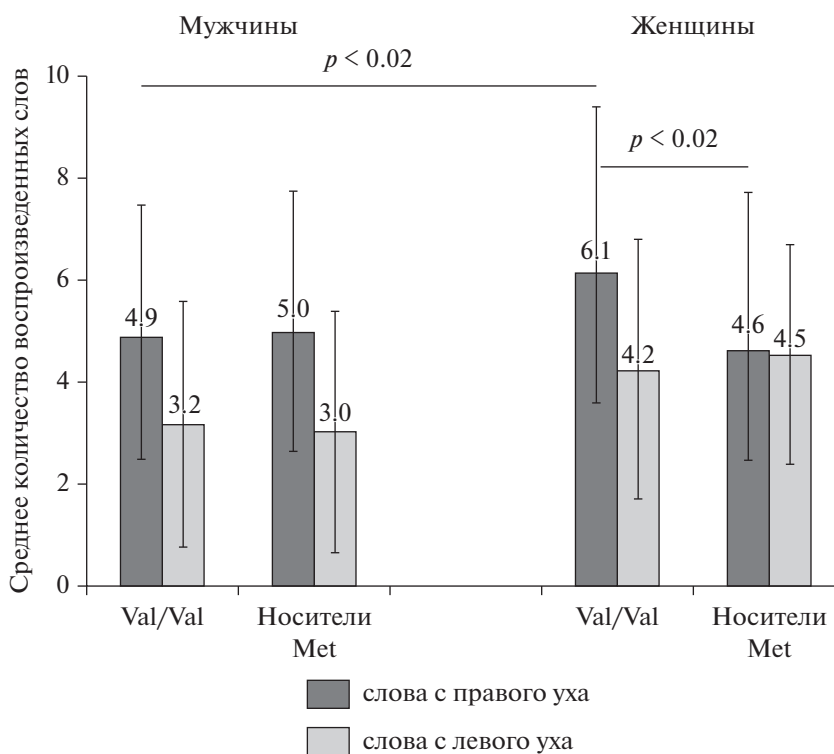 Мужчины
Женщины
p < 0.02
p < 0.02
Среднее количество воспроизведенных слов
10
8
6
4
2
0
4.9
3.2
5.0
3.0
6.1
4.2
4.6
4.5
Val/Val
Носители
Met
Val/Val
Носители
Met
слова с правого уха
слова с левого уха